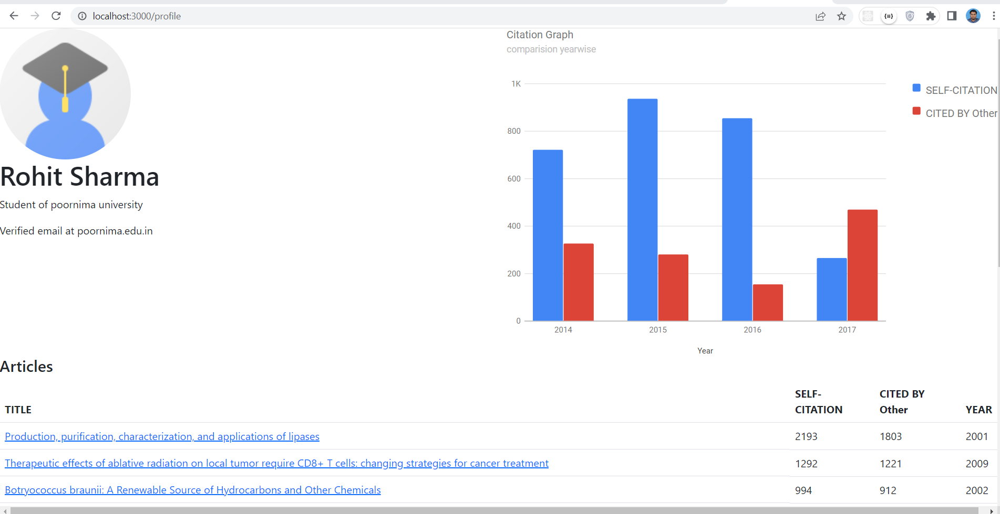 localhost:3000/profile
Citation Graph
comparision yearwise
1K
800
600
400
200
0
2014 2015 2016 2017
Year
SELF-CITATION
CITED BY Other
Rohit Sharma
Student of poornima university
Verified email at poornima.edu.in
Articles
TITLE SELF-CITATION CITED BY Other YEAR
Production, purification, characterization, and applications of lipases 2193 1803 2001
Therapeutic effects of ablative radiation on local tumor require CD8+ T cells: changing strategies for cancer treatment 1292 1221 2009
Botryococcus braunii: A Renewable Source of Hydrocarbons and Other Chemicals 994 912 2002